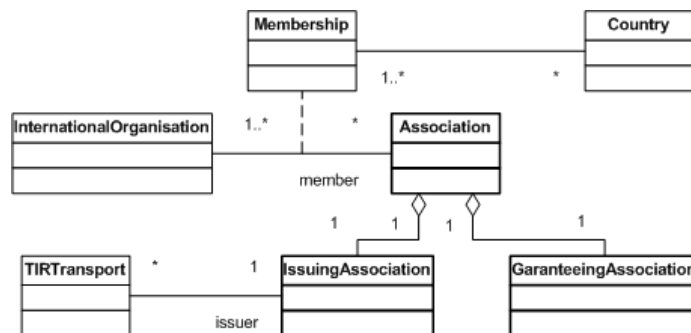 Membership
Country
1..*
*
InternationalOrganisation
1..*
*
Association
member
1
1
1
1
TIRTransport
*
1
IssuingAssociation
GaranteeingAssociation
issuer